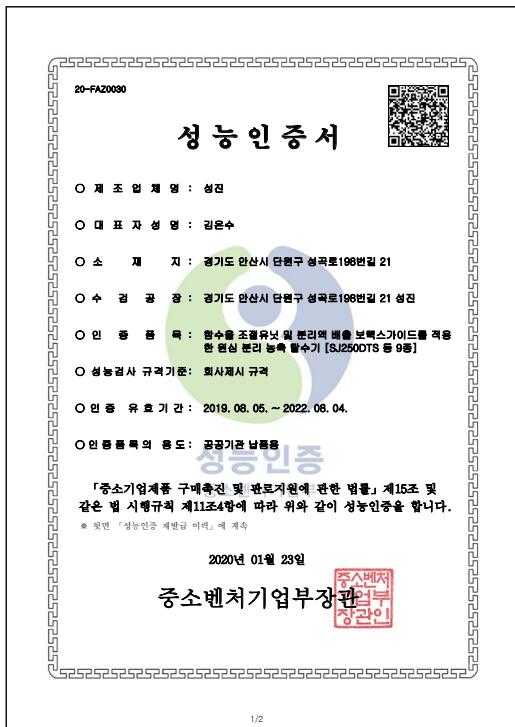 20-FAZ0030
성능인증서
○ 제 조 업 체 명 : 성진
○ 대 표 자 성 명 : 김은수
○ 소 재 지 : 경기도 안산시 단원구 성곡로198번길 21
○ 수 검 공 장 : 경기도 안산시 단원구 성곡로198번길 21 성진
○ 인 증 품 목 : 함수율 조절유닛 및 분리액 배출 보텍스가이드를 적용
한 원심 분리 농축 탈수기 [SJ250DTS 등 9종]
○ 성능검사 규격기준: 회사제시 규격
○ 인증 유효기간 : 2019. 08. 05. ~ 2022. 08. 04.
○ 인증품목의 용도: 공공기관 납품용
성능인증
중소벤처기업부
「중소기업제품 구매촉진 및 판로지원에 관한 법률」 제15조 및
같은 법 시행규칙 제11조4항에 따라 위와 같이 성능인증을 합니다.
※ 뒷면 「성능인증 재발급 이력」에 계속
2020년 01월 23일
중소벤처기업부장관
중소벤처
기업부
장관인
1/2